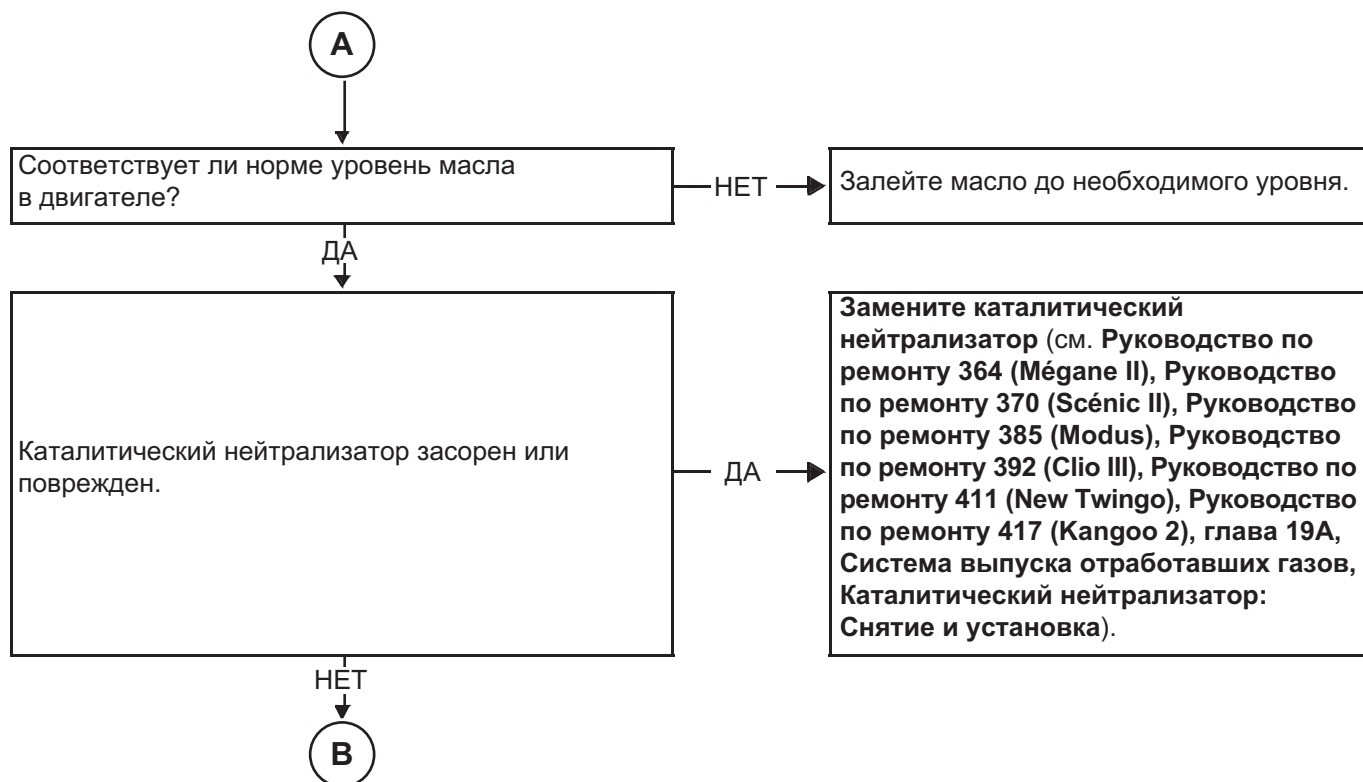 A
Соответствует ли норме уровень масла
в двигателе?
НЕТ
Залейте масло до необходимого уровня.
ДА
Каталитический нейтрализатор засорен или
поврежден.
ДА
Замените каталитический
нейтрализатор (см. Руководство по
ремонту 364 (Mégane II), Руководство
по ремонту 370 (Scénic II), Руководство
по ремонту 385 (Modus), Руководство
по ремонту 392 (Clio III), Руководство по
ремонту 411 (New Twingo), Руководство
по ремонту 417 (Kangoo 2), глава 19A,
Система выпуска отработавших газов,
Каталитический нейтрализатор:
Снятие и установка).
НЕТ
B